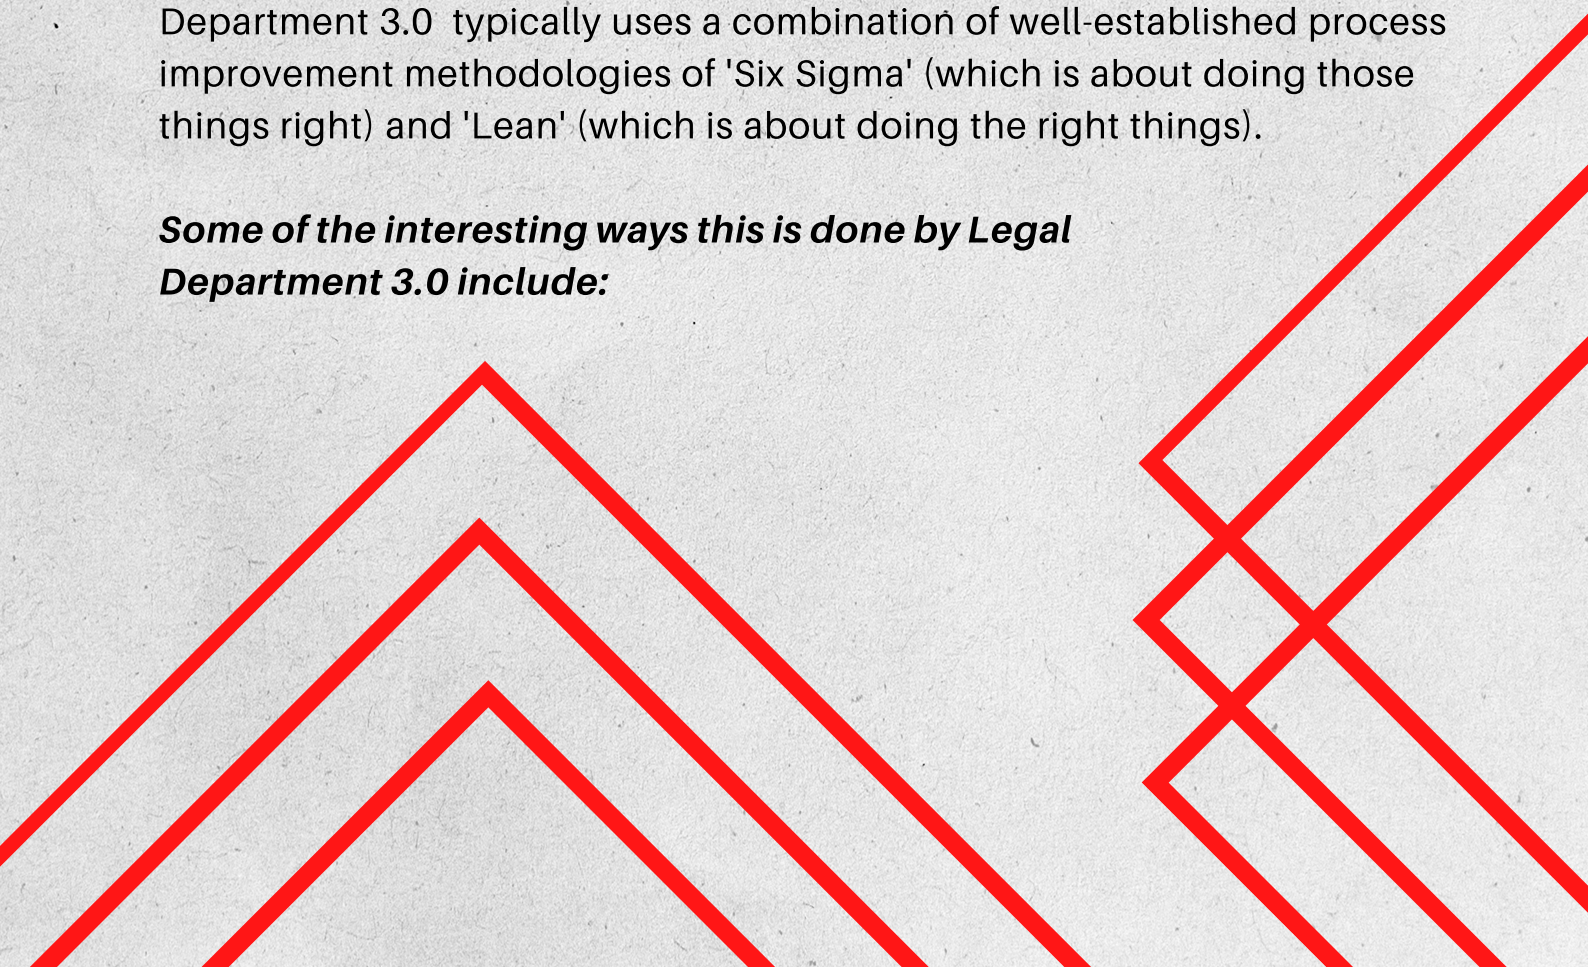 Department 3.0  typically uses a combination of well-established process
improvement methodologies of 'Six Sigma' (which is about doing those
things right) and 'Lean' (which is about doing the right things).
Some of the interesting ways this is done by Legal
Department 3.0 include: